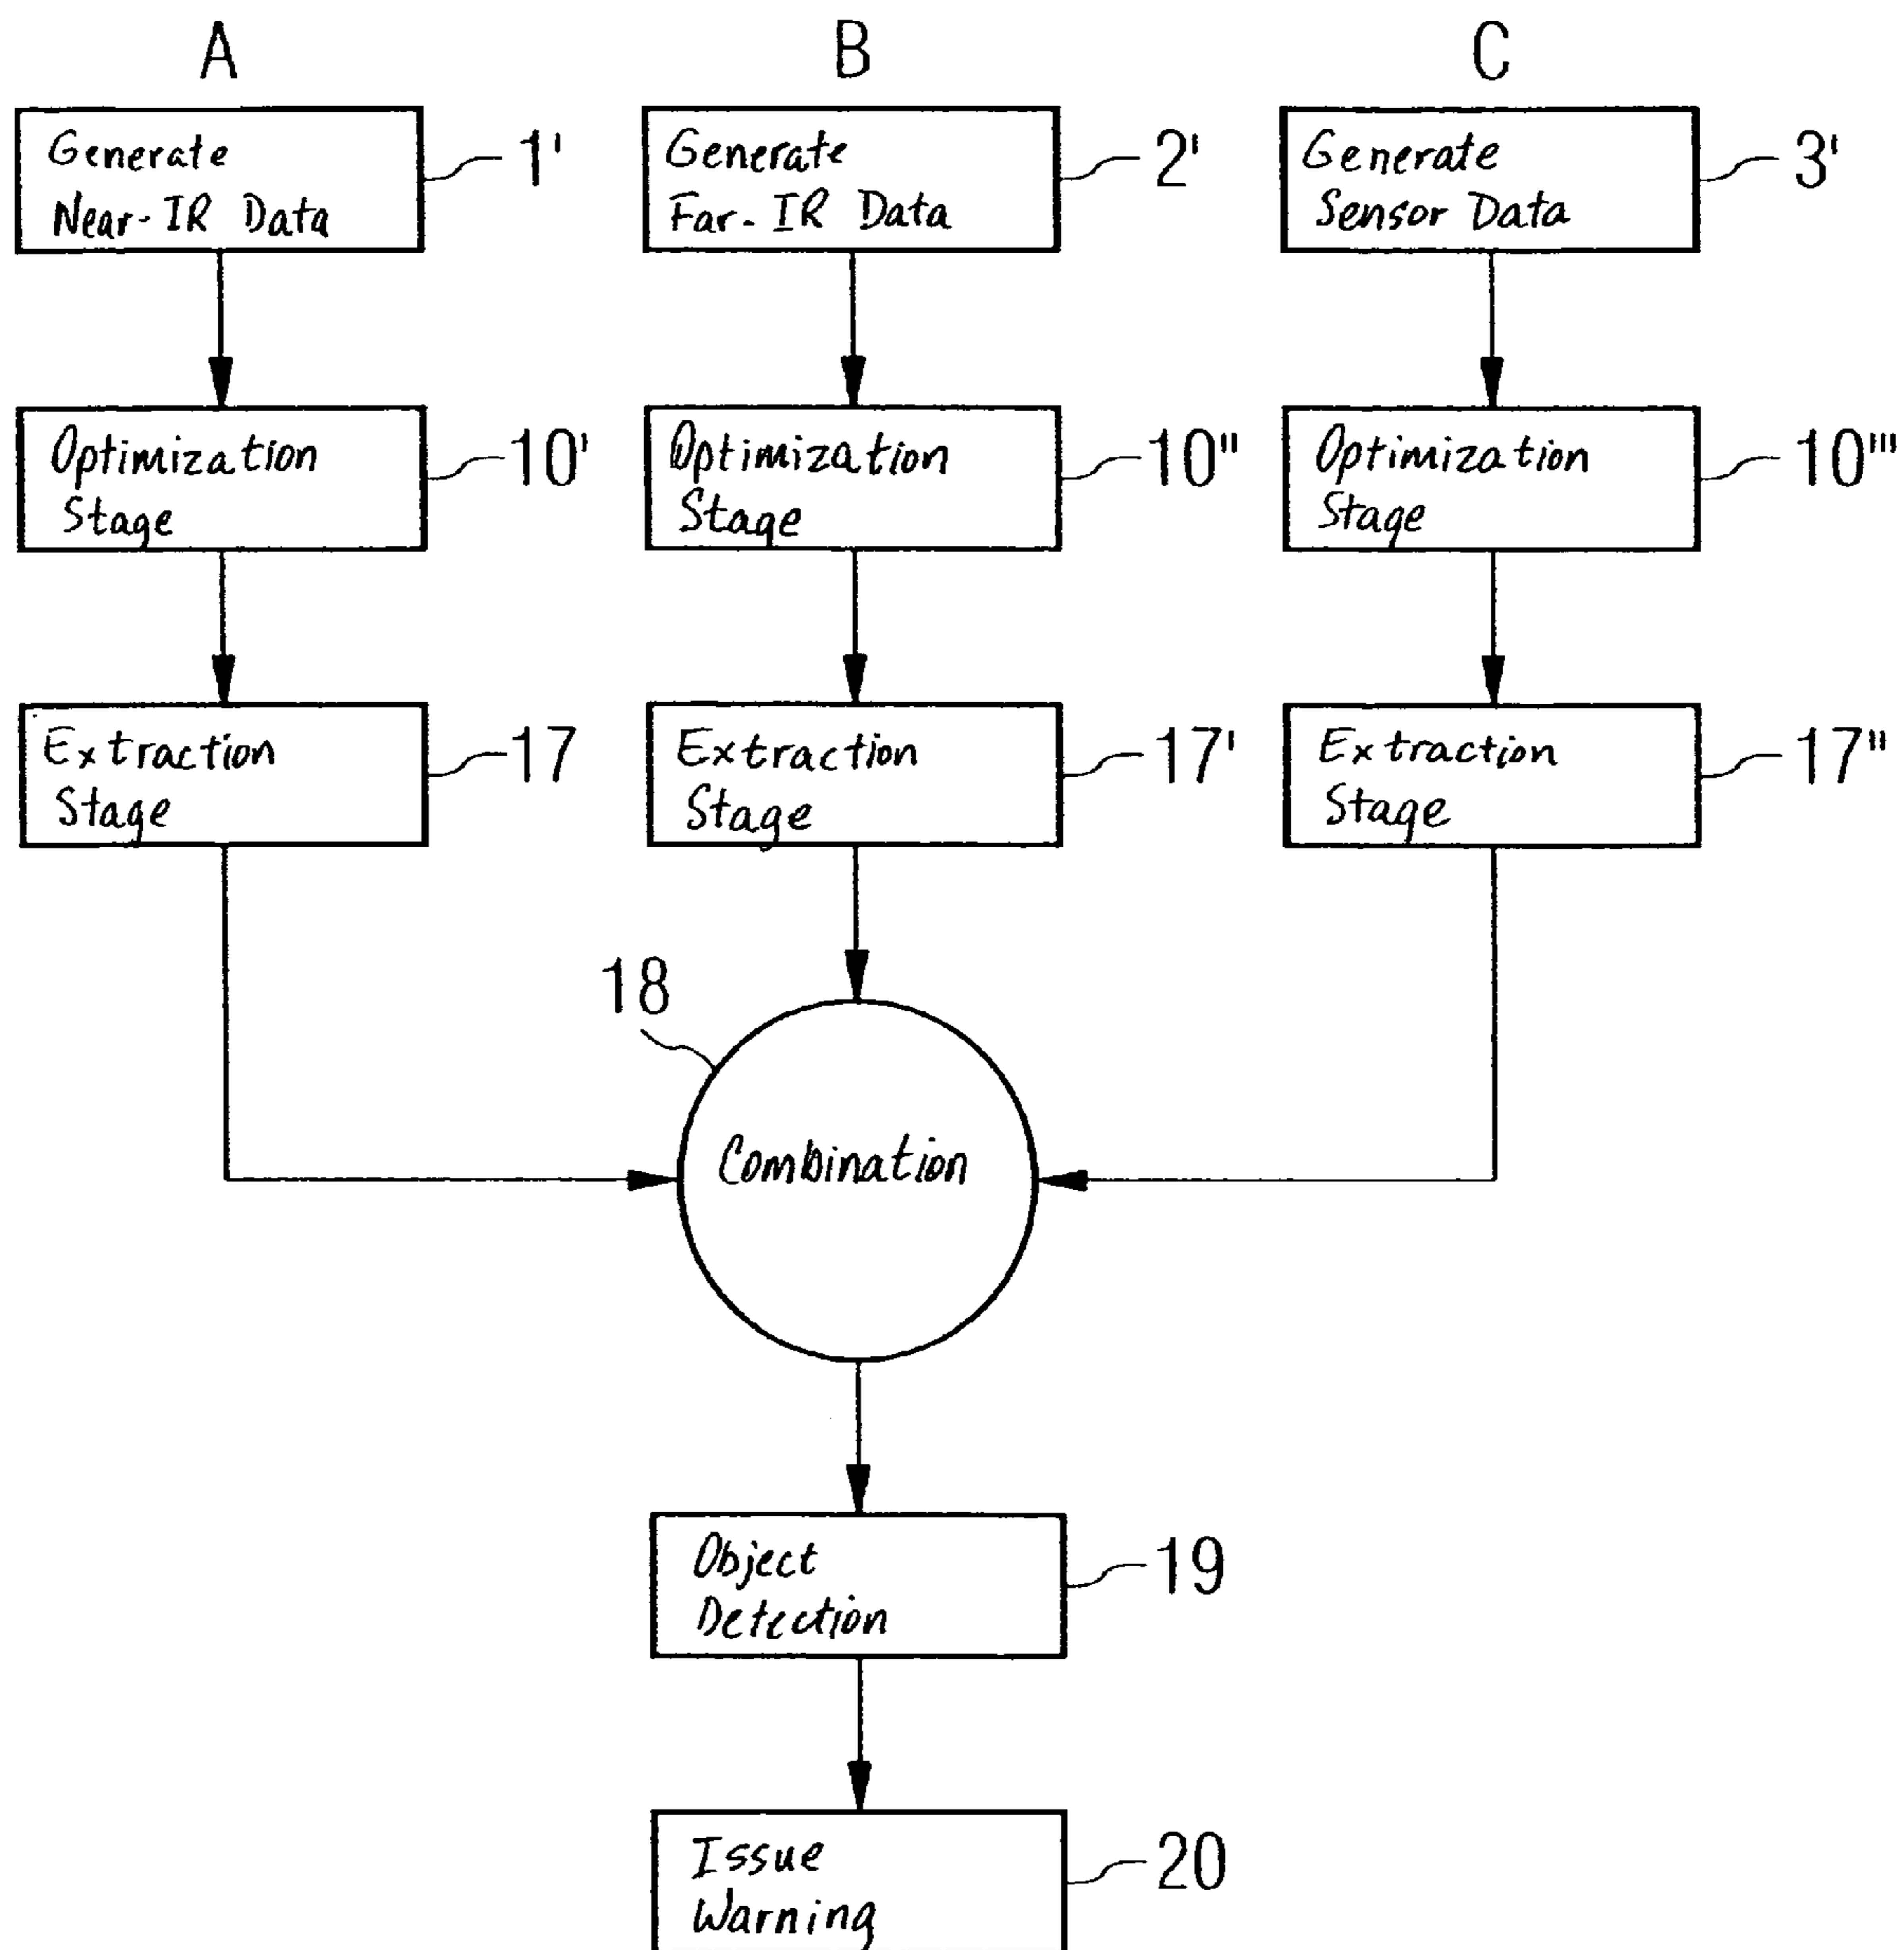 A
B
C
Generate
Near-IR Data
1'
Generate
Far-IR Data
2'
Generate
Sensor Data
3'
Optimization
Stage
10'
Optimization
Stage
10"
Optimization
Stage
10'''
Extraction
Stage
17
Extraction
Stage
17'
Extraction
Stage
17"
18
Combination
Object
Detection
19
Issue
Warning
20